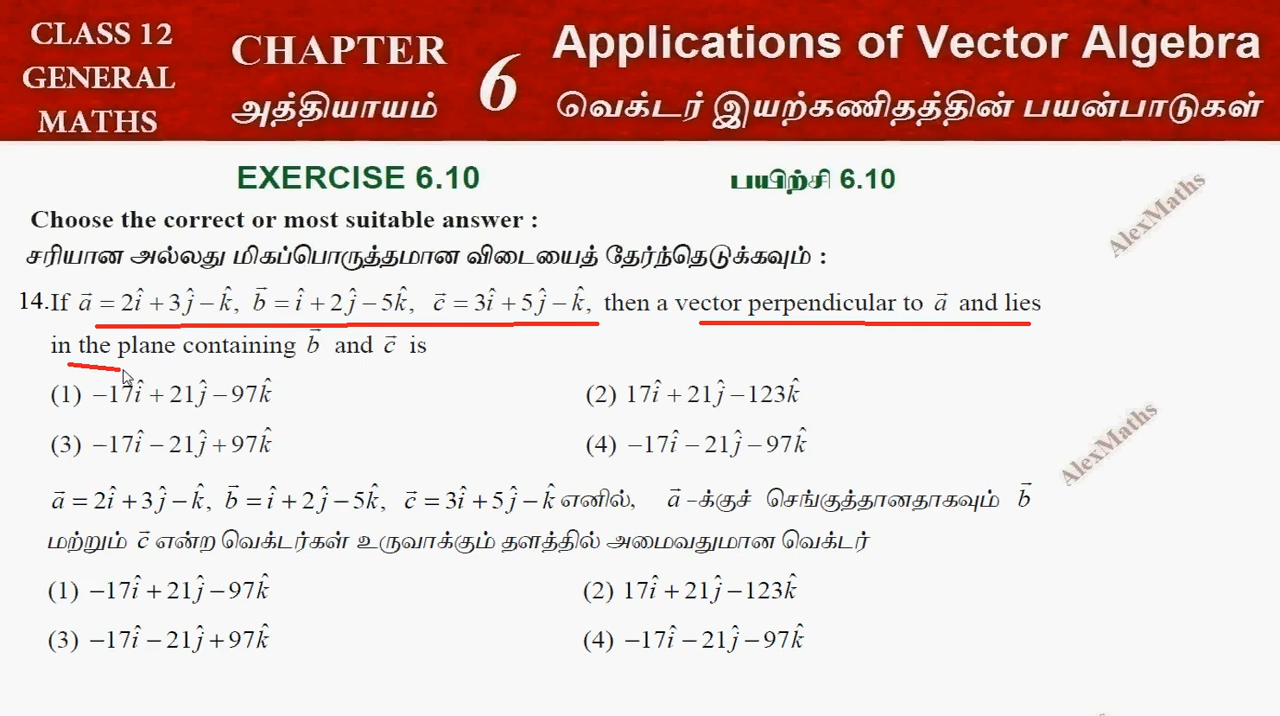 CLASS 12
GENERAL
MATHS
CHAPTER
அத்தியாயம்
6
Applications of Vector Algebra
வெக்டர் இயற்கணிதத்தின் பயன்பாடுகள்
EXERCISE 6.10
பயிற்சி 6.10
Choose the correct or most suitable answer :
சரியான அல்லது மிகப்பொருத்தமான விடையைத் தேர்ந்தெடுக்கவும் :
AlexMaths
14. If a⃗ = 2î + 3ĵ − k̂, b⃗ = î + 2ĵ − 5k̂, c⃗ = 3î + 5ĵ − k̂, then a vector perpendicular to a⃗ and lies
in the plane containing b⃗ and c⃗ is
(1) −17î + 21ĵ − 97k̂ (2) 17î + 21ĵ − 123k̂
(3) −17î − 21ĵ + 97k̂ (4) −17î − 21ĵ − 97k̂
AlexMaths
a⃗ = 2î + 3ĵ − k̂, b⃗ = î + 2ĵ − 5k̂, c⃗ = 3î + 5ĵ − k̂ எனில், a⃗ -க்குச் செங்குத்தானதாகவும் b⃗
மற்றும் c⃗ என்ற வெக்டர்கள் உருவாக்கும் தளத்தில் அமைவதுமான வெக்டர்
(1) −17î + 21ĵ − 97k̂ (2) 17î + 21ĵ − 123k̂
(3) −17î − 21ĵ + 97k̂ (4) −17î − 21ĵ − 97k̂